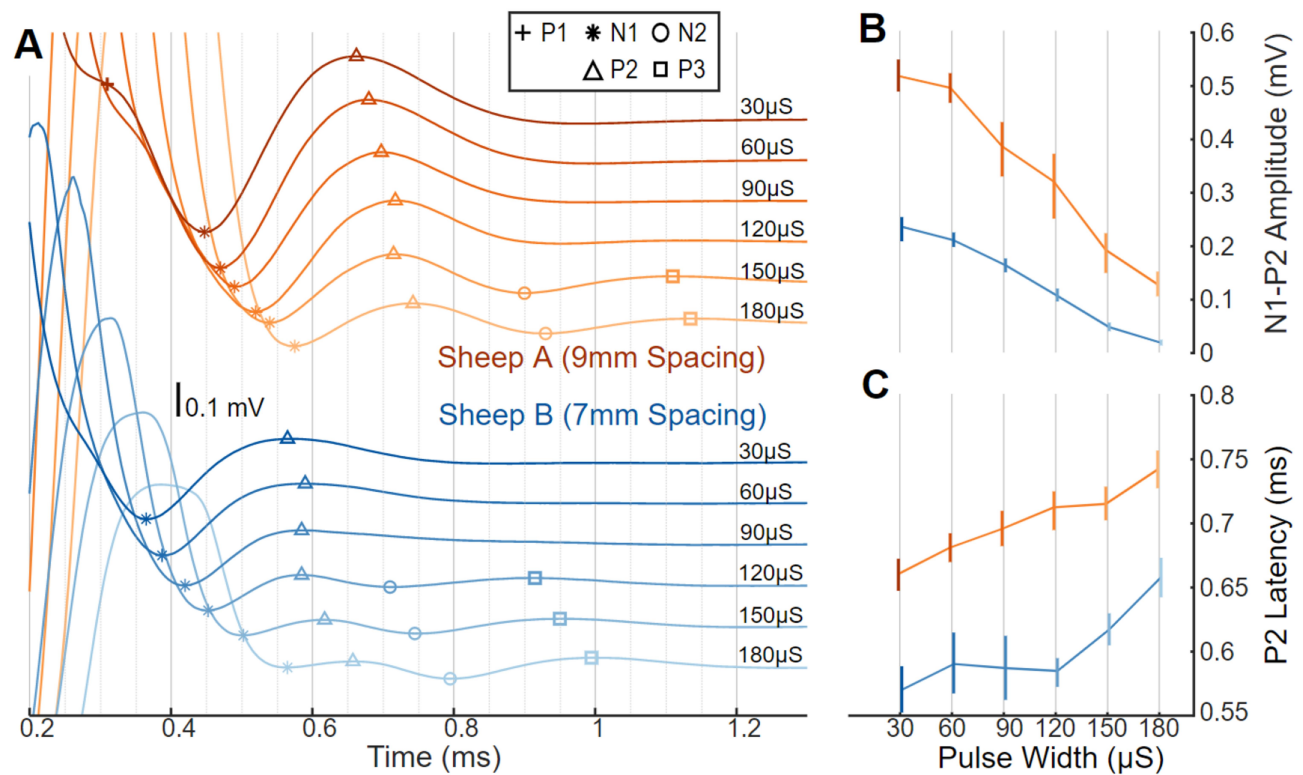 A
+ P1 ✳ N1 ○ N2
△ P2 □ P3
30µS
60µS
90µS
120µS
150µS
180µS
Sheep A (9mm Spacing)
0.1 mV
Sheep B (7mm Spacing)
30µS
60µS
90µS
120µS
150µS
180µS
0.2 0.4 0.6 0.8 1 1.2
Time (ms)
B
0.6
0.5
0.4
0.3
0.2
0.1
0
N1-P2 Amplitude (mV)
C
0.8
0.75
0.7
0.65
0.6
0.55
P2 Latency (ms)
30 60 90 120 150 180
Pulse Width (µS)